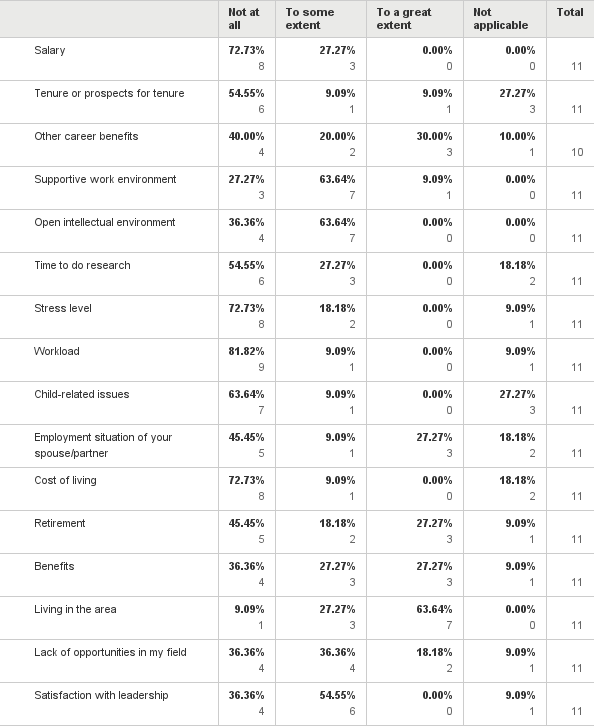 Not at all To some extent To a great extent Not applicable Total
Salary 72.73% 27.27% 0.00% 0.00%
8 3 0 0 11
Tenure or prospects for tenure 54.55% 9.09% 9.09% 27.27%
6 1 1 3 11
Other career benefits 40.00% 20.00% 30.00% 10.00%
4 2 3 1 10
Supportive work environment 27.27% 63.64% 9.09% 0.00%
3 7 1 0 11
Open intellectual environment 36.36% 63.64% 0.00% 0.00%
4 7 0 0 11
Time to do research 54.55% 27.27% 0.00% 18.18%
6 3 0 2 11
Stress level 72.73% 18.18% 0.00% 9.09%
8 2 0 1 11
Workload 81.82% 9.09% 0.00% 9.09%
9 1 0 1 11
Child-related issues 63.64% 9.09% 0.00% 27.27%
7 1 0 3 11
Employment situation of your 45.45% 9.09% 27.27% 18.18%
spouse/partner 5 1 3 2 11
Cost of living 72.73% 9.09% 0.00% 18.18%
8 1 0 2 11
Retirement 45.45% 18.18% 27.27% 9.09%
5 2 3 1 11
Benefits 36.36% 27.27% 27.27% 9.09%
4 3 3 1 11
Living in the area 9.09% 27.27% 63.64% 0.00%
1 3 7 0 11
Lack of opportunities in my field 36.36% 36.36% 18.18% 9.09%
4 4 2 1 11
Satisfaction with leadership 36.36% 54.55% 0.00% 9.09%
4 6 0 1 11